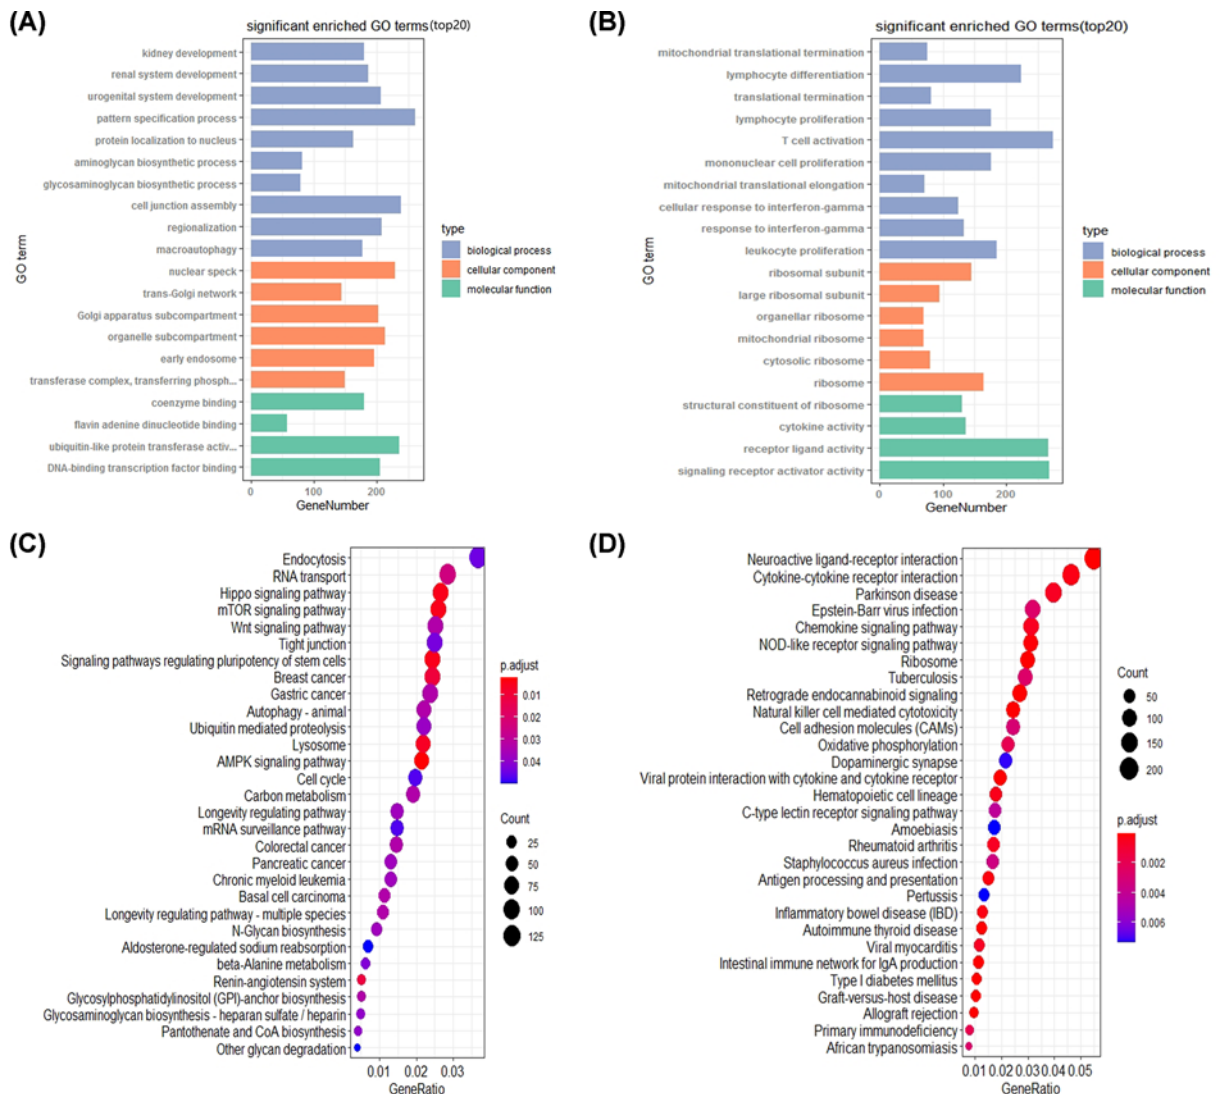 (A)
significant enriched GO terms(top20)
kidney development
renal system development
urogenital system development
pattern specification process
protein localization to nucleus
aminoglycan biosynthetic process
glycosaminoglycan biosynthetic process
cell junction assembly
regionalization
macroautophagy
nuclear speck
trans-Golgi network
Golgi apparatus subcompartment
organelle subcompartment
early endosome
transferase complex, transferring phosph...
coenzyme binding
flavin adenine dinucleotide binding
ubiquitin-like protein transferase activ...
DNA-binding transcription factor binding
GO term
0 100 200
GeneNumber
type
biological process
cellular component
molecular function
(B)
significant enriched GO terms(top20)
mitochondrial translational termination
lymphocyte differentiation
translational termination
lymphocyte proliferation
T cell activation
mononuclear cell proliferation
mitochondrial translational elongation
cellular response to interferon-gamma
response to interferon-gamma
leukocyte proliferation
ribosomal subunit
large ribosomal subunit
organellar ribosome
mitochondrial ribosome
cytosolic ribosome
ribosome
structural constituent of ribosome
cytokine activity
receptor ligand activity
signaling receptor activator activity
GO term
0 100 200
GeneNumber
type
biological process
cellular component
molecular function
(C)
Endocytosis
RNA transport
Hippo signaling pathway
mTOR signaling pathway
Wnt signaling pathway
Tight junction
Signaling pathways regulating pluripotency of stem cells
Breast cancer
Gastric cancer
Autophagy - animal
Ubiquitin mediated proteolysis
Lysosome
AMPK signaling pathway
Cell cycle
Carbon metabolism
Longevity regulating pathway
mRNA surveillance pathway
Colorectal cancer
Pancreatic cancer
Chronic myeloid leukemia
Basal cell carcinoma
Longevity regulating pathway - multiple species
N-Glycan biosynthesis
Aldosterone-regulated sodium reabsorption
beta-Alanine metabolism
Renin-angiotensin system
Glycosylphosphatidylinositol (GPI)-anchor biosynthesis
Glycosaminoglycan biosynthesis - heparan sulfate / heparin
Pantothenate and CoA biosynthesis
Other glycan degradation
0.01 0.02 0.03
GeneRatio
p.adjust
0.01
0.02
0.03
0.04
Count
25
50
75
100
125
(D)
Neuroactive ligand-receptor interaction
Cytokine-cytokine receptor interaction
Parkinson disease
Epstein-Barr virus infection
Chemokine signaling pathway
NOD-like receptor signaling pathway
Ribosome
Tuberculosis
Retrograde endocannabinoid signaling
Natural killer cell mediated cytotoxicity
Cell adhesion molecules (CAMs)
Oxidative phosphorylation
Dopaminergic synapse
Viral protein interaction with cytokine and cytokine receptor
Hematopoietic cell lineage
C-type lectin receptor signaling pathway
Amoebiasis
Rheumatoid arthritis
Staphylococcus aureus infection
Antigen processing and presentation
Pertussis
Inflammatory bowel disease (IBD)
Autoimmune thyroid disease
Viral myocarditis
Intestinal immune network for IgA production
Type I diabetes mellitus
Graft-versus-host disease
Allograft rejection
Primary immunodeficiency
African trypanosomiasis
0.01 0.02 0.03 0.04 0.05
GeneRatio
Count
50
100
150
200
p.adjust
0.002
0.004
0.006